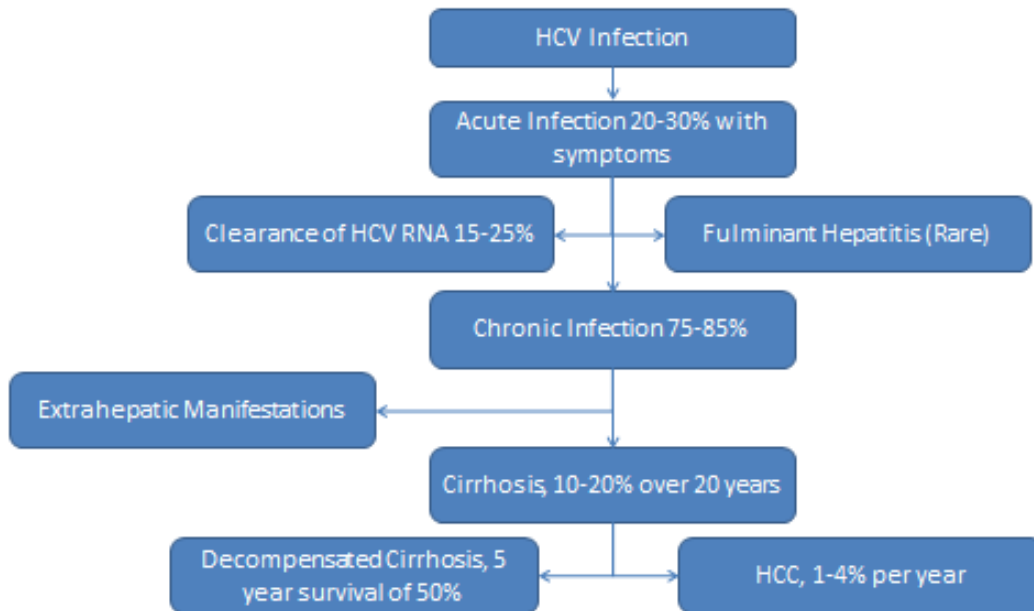 HCV Infection
Acute Infection 20-30% with
symptoms
Clearance of HCV RNA 15-25%
Fulminant Hepatitis (Rare)
Chronic Infection 75-85%
Extrahepatic Manifestations
Cirrhosis, 10-20% over 20 years
Decompensated Cirrhosis, 5
year survival of 50%
HCC, 1-4% per year